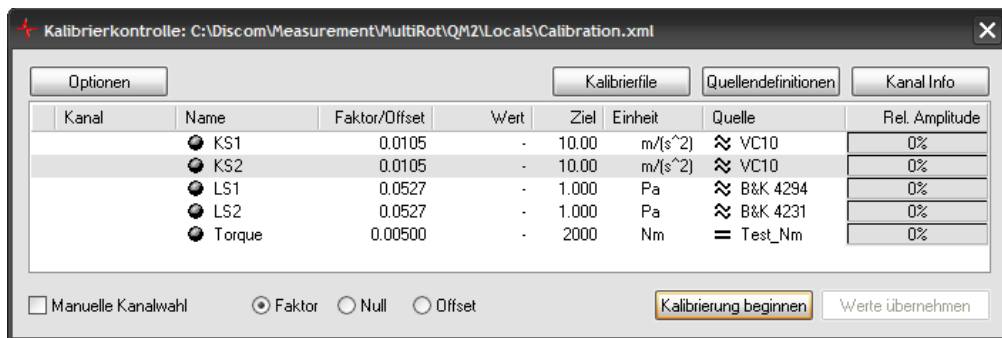 Kalibrierkontrolle: C:\Discom\Measurement\MultiRot\QM2\Locals\Calibration.xml
Optionen Kalibrierfile Quellendefinitionen Kanal Info
Kanal Name Faktor/Offset Wert Ziel Einheit Quelle Rel. Amplitude
KS1 0.0105 - 10.00 m/(s^2) VC10 0%
KS2 0.0105 - 10.00 m/(s^2) VC10 0%
LS1 0.0527 - 1.000 Pa B&K 4294 0%
LS2 0.0527 - 1.000 Pa B&K 4231 0%
Torque 0.00500 - 2000 Nm Test_Nm 0%
Manuelle Kanalwahl Faktor Null Offset Kalibrierung beginnen Werte übernehmen